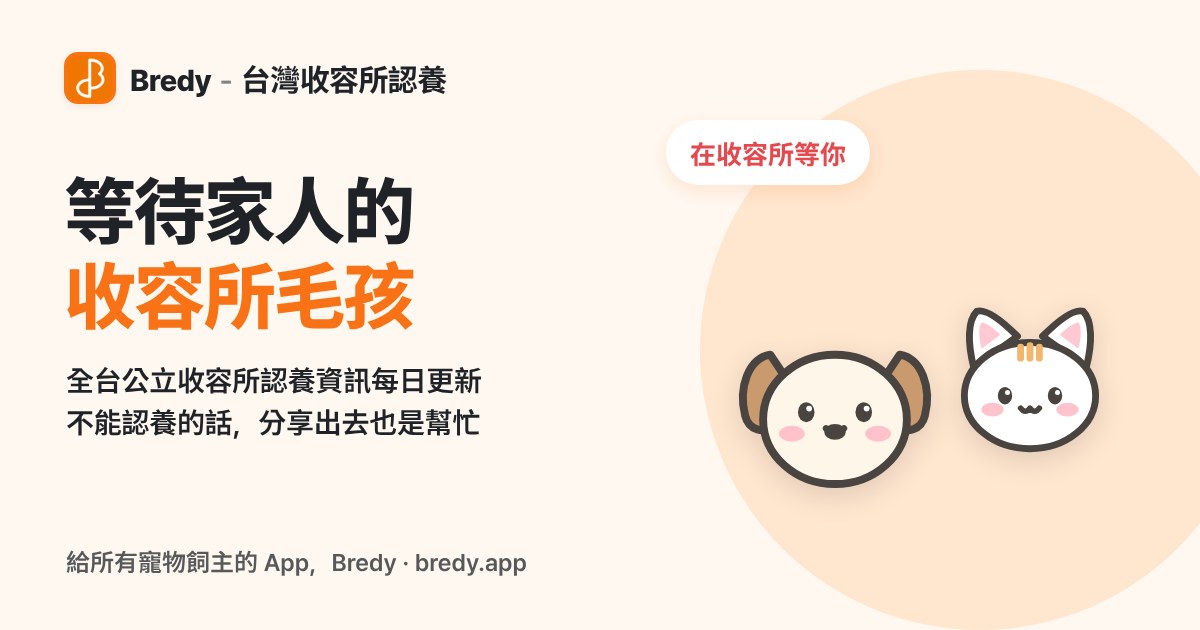 Bredy - 台灣收容所認養
在收容所等你
等待家人的
收容所毛孩
全台公立收容所認養資訊每日更新
不能認養的話，分享出去也是幫忙
給所有寵物飼主的 App，Bredy · bredy.app